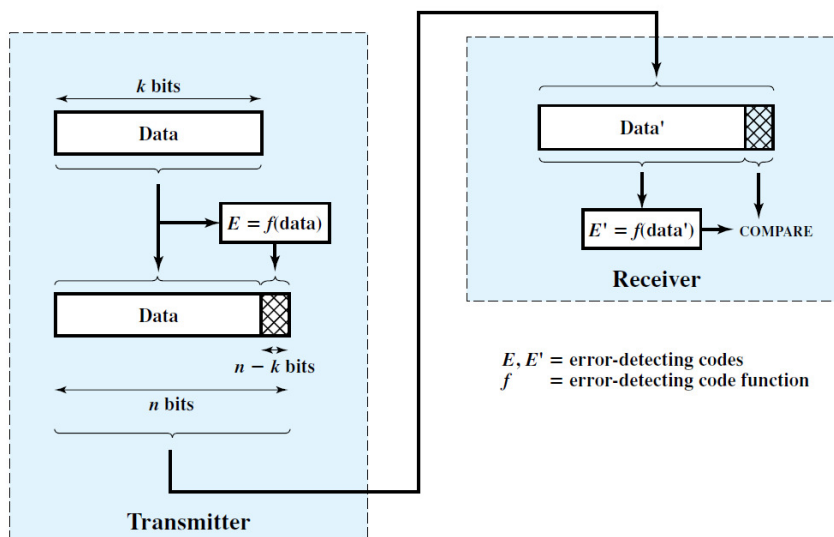 k bits
Data
E = f(data)
Data
n − k bits
n bits
Transmitter
Data'
E' = f(data')
COMPARE
Receiver
E, E' = error-detecting codes
f = error-detecting code function